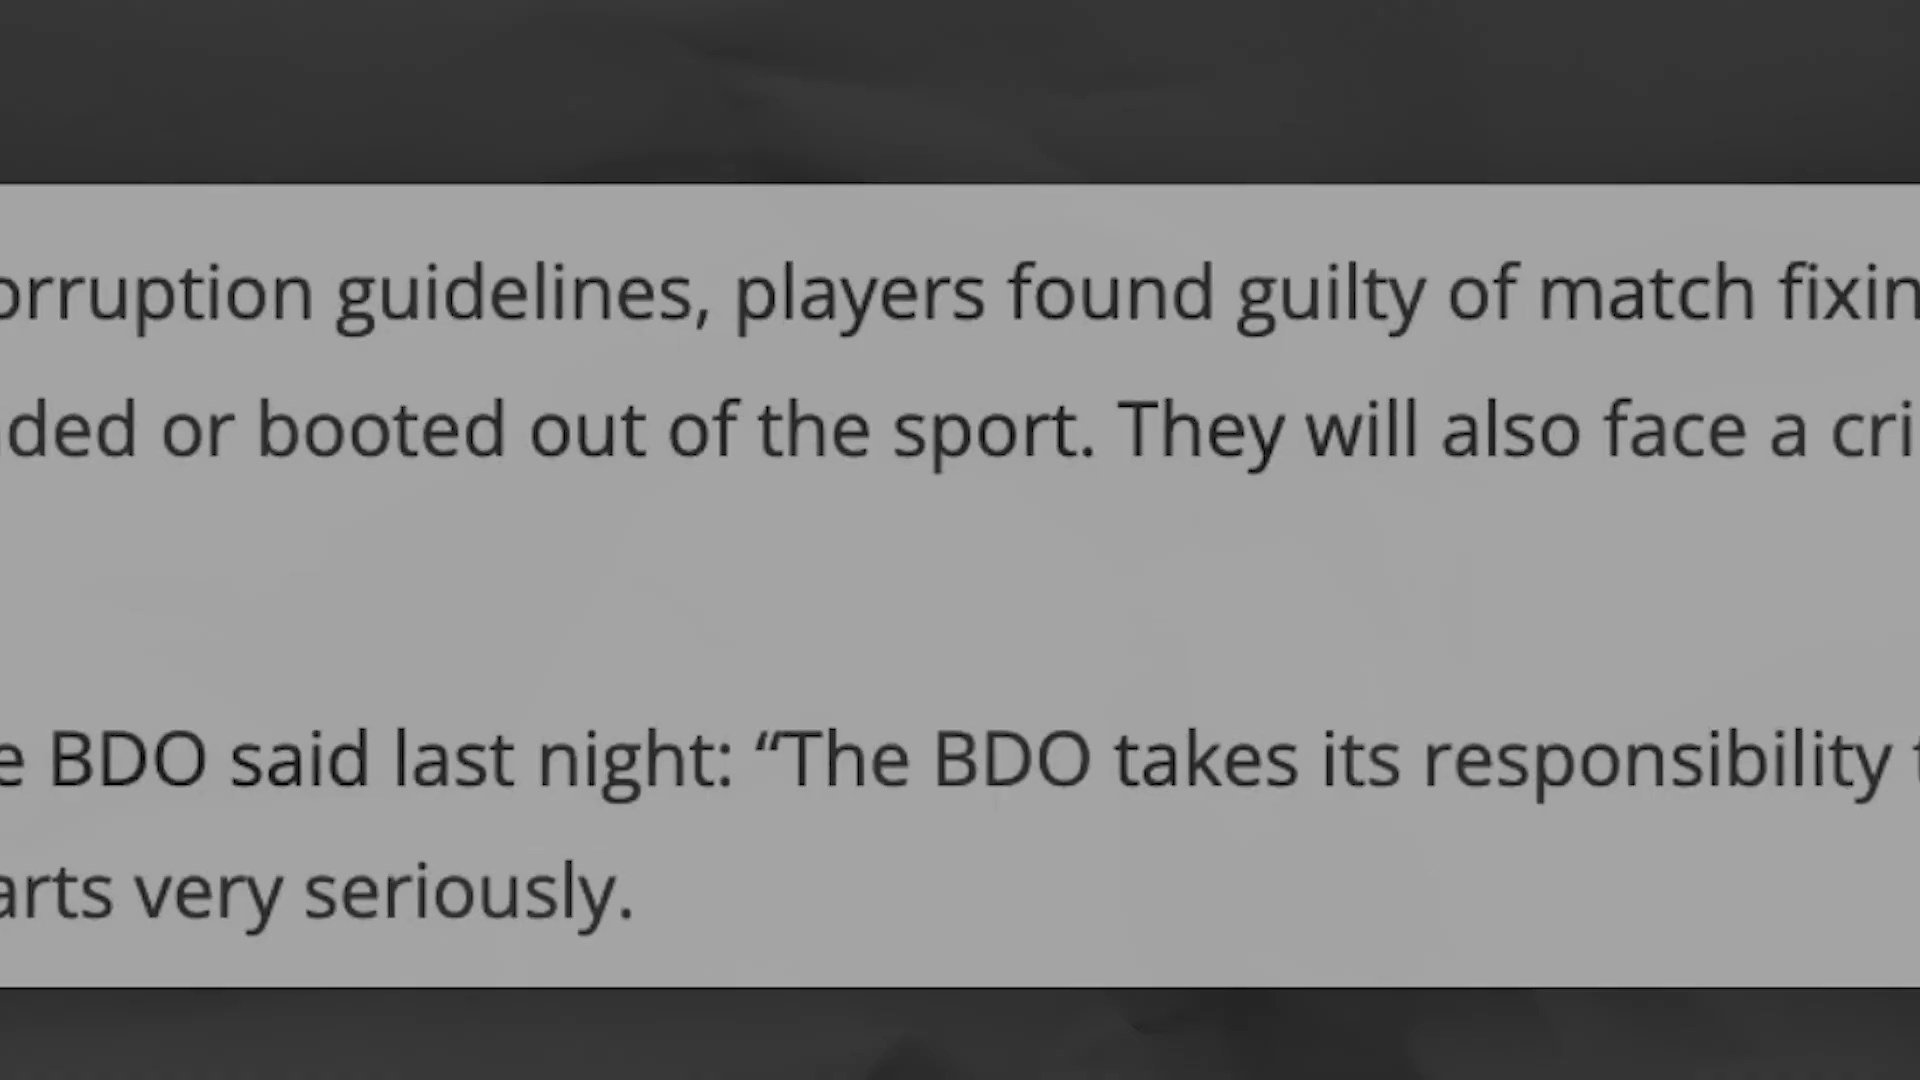 orruption guidelines, players found guilty of match fixin
ded or booted out of the sport. They will also face a cri
e BDO said last night: “The BDO takes its responsibility
arts very seriously.